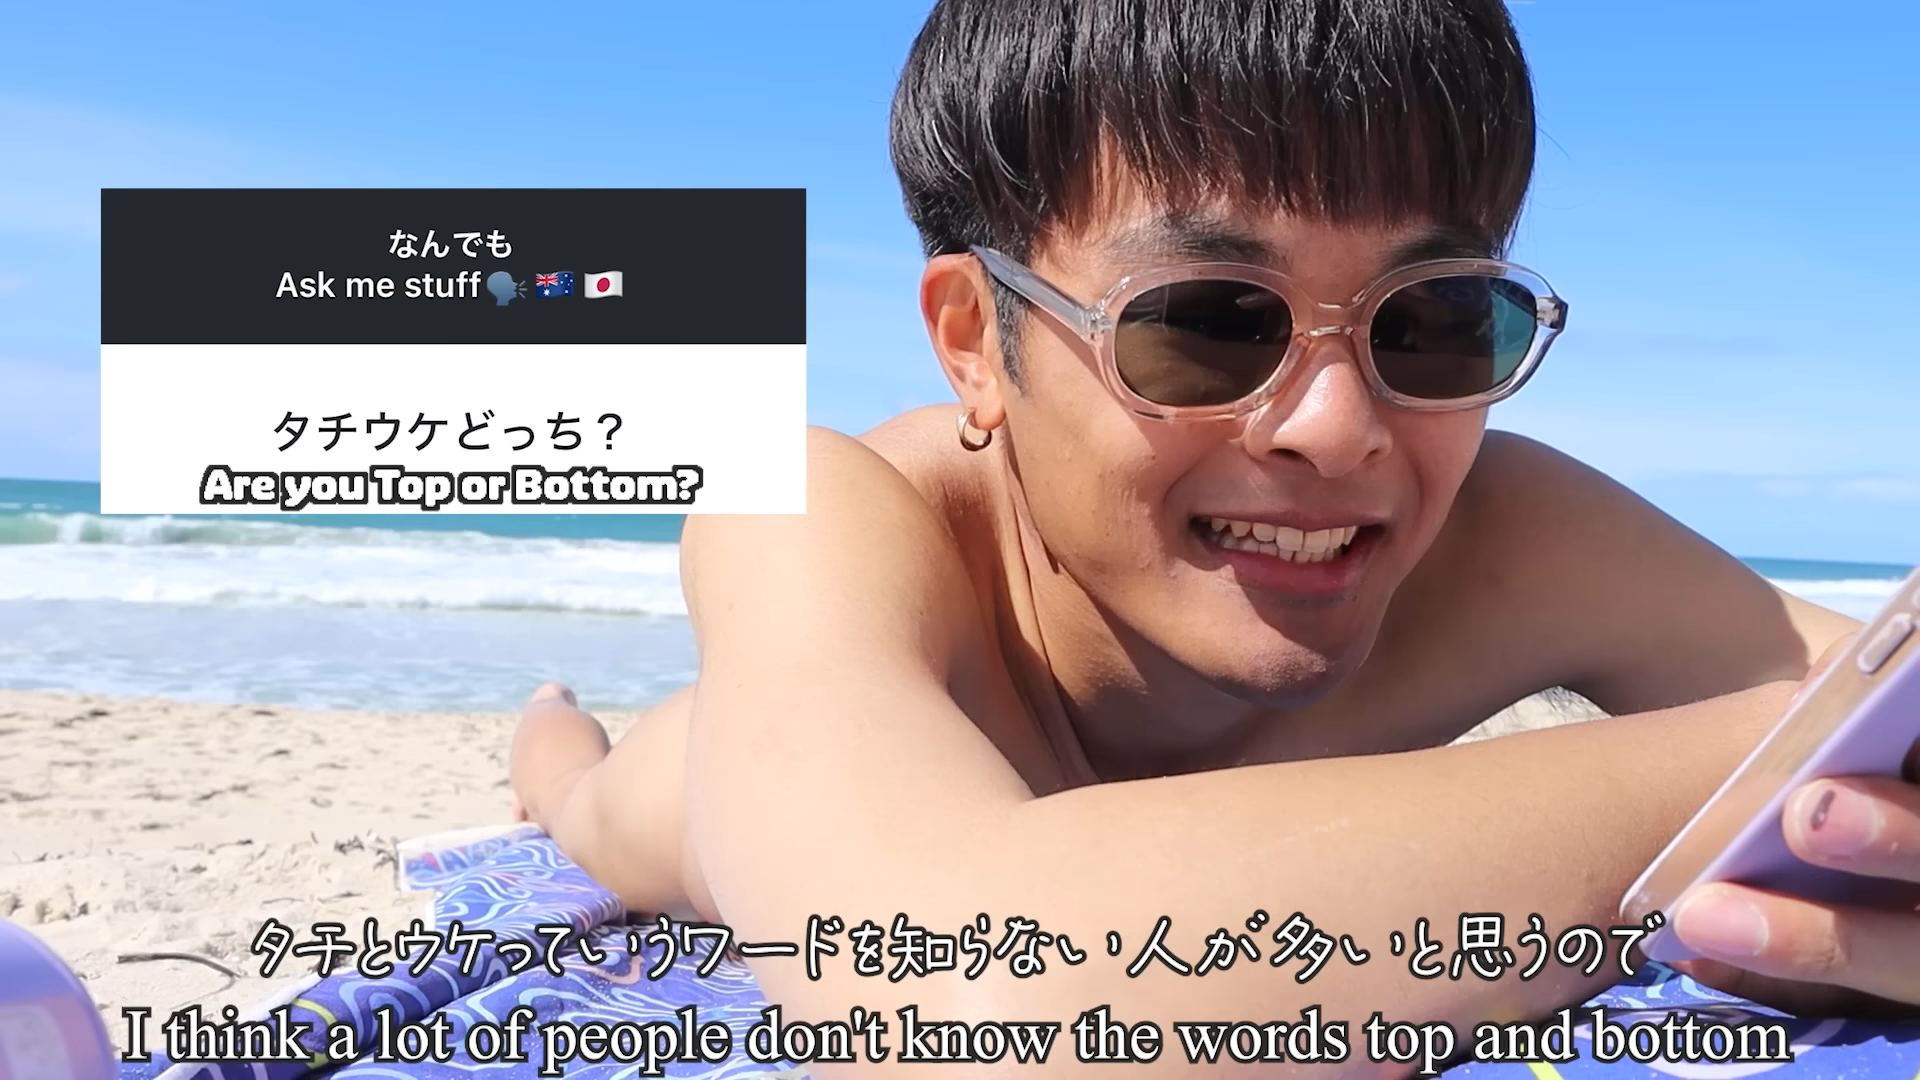 なんでも
Ask me stuff🗣️🇦🇺🇯🇵
タチウケどっち？
Are you Top or Bottom?
タチとウケっていうワードを知らない人が多いと思うので
I think a lot of people don't know the words top and bottom